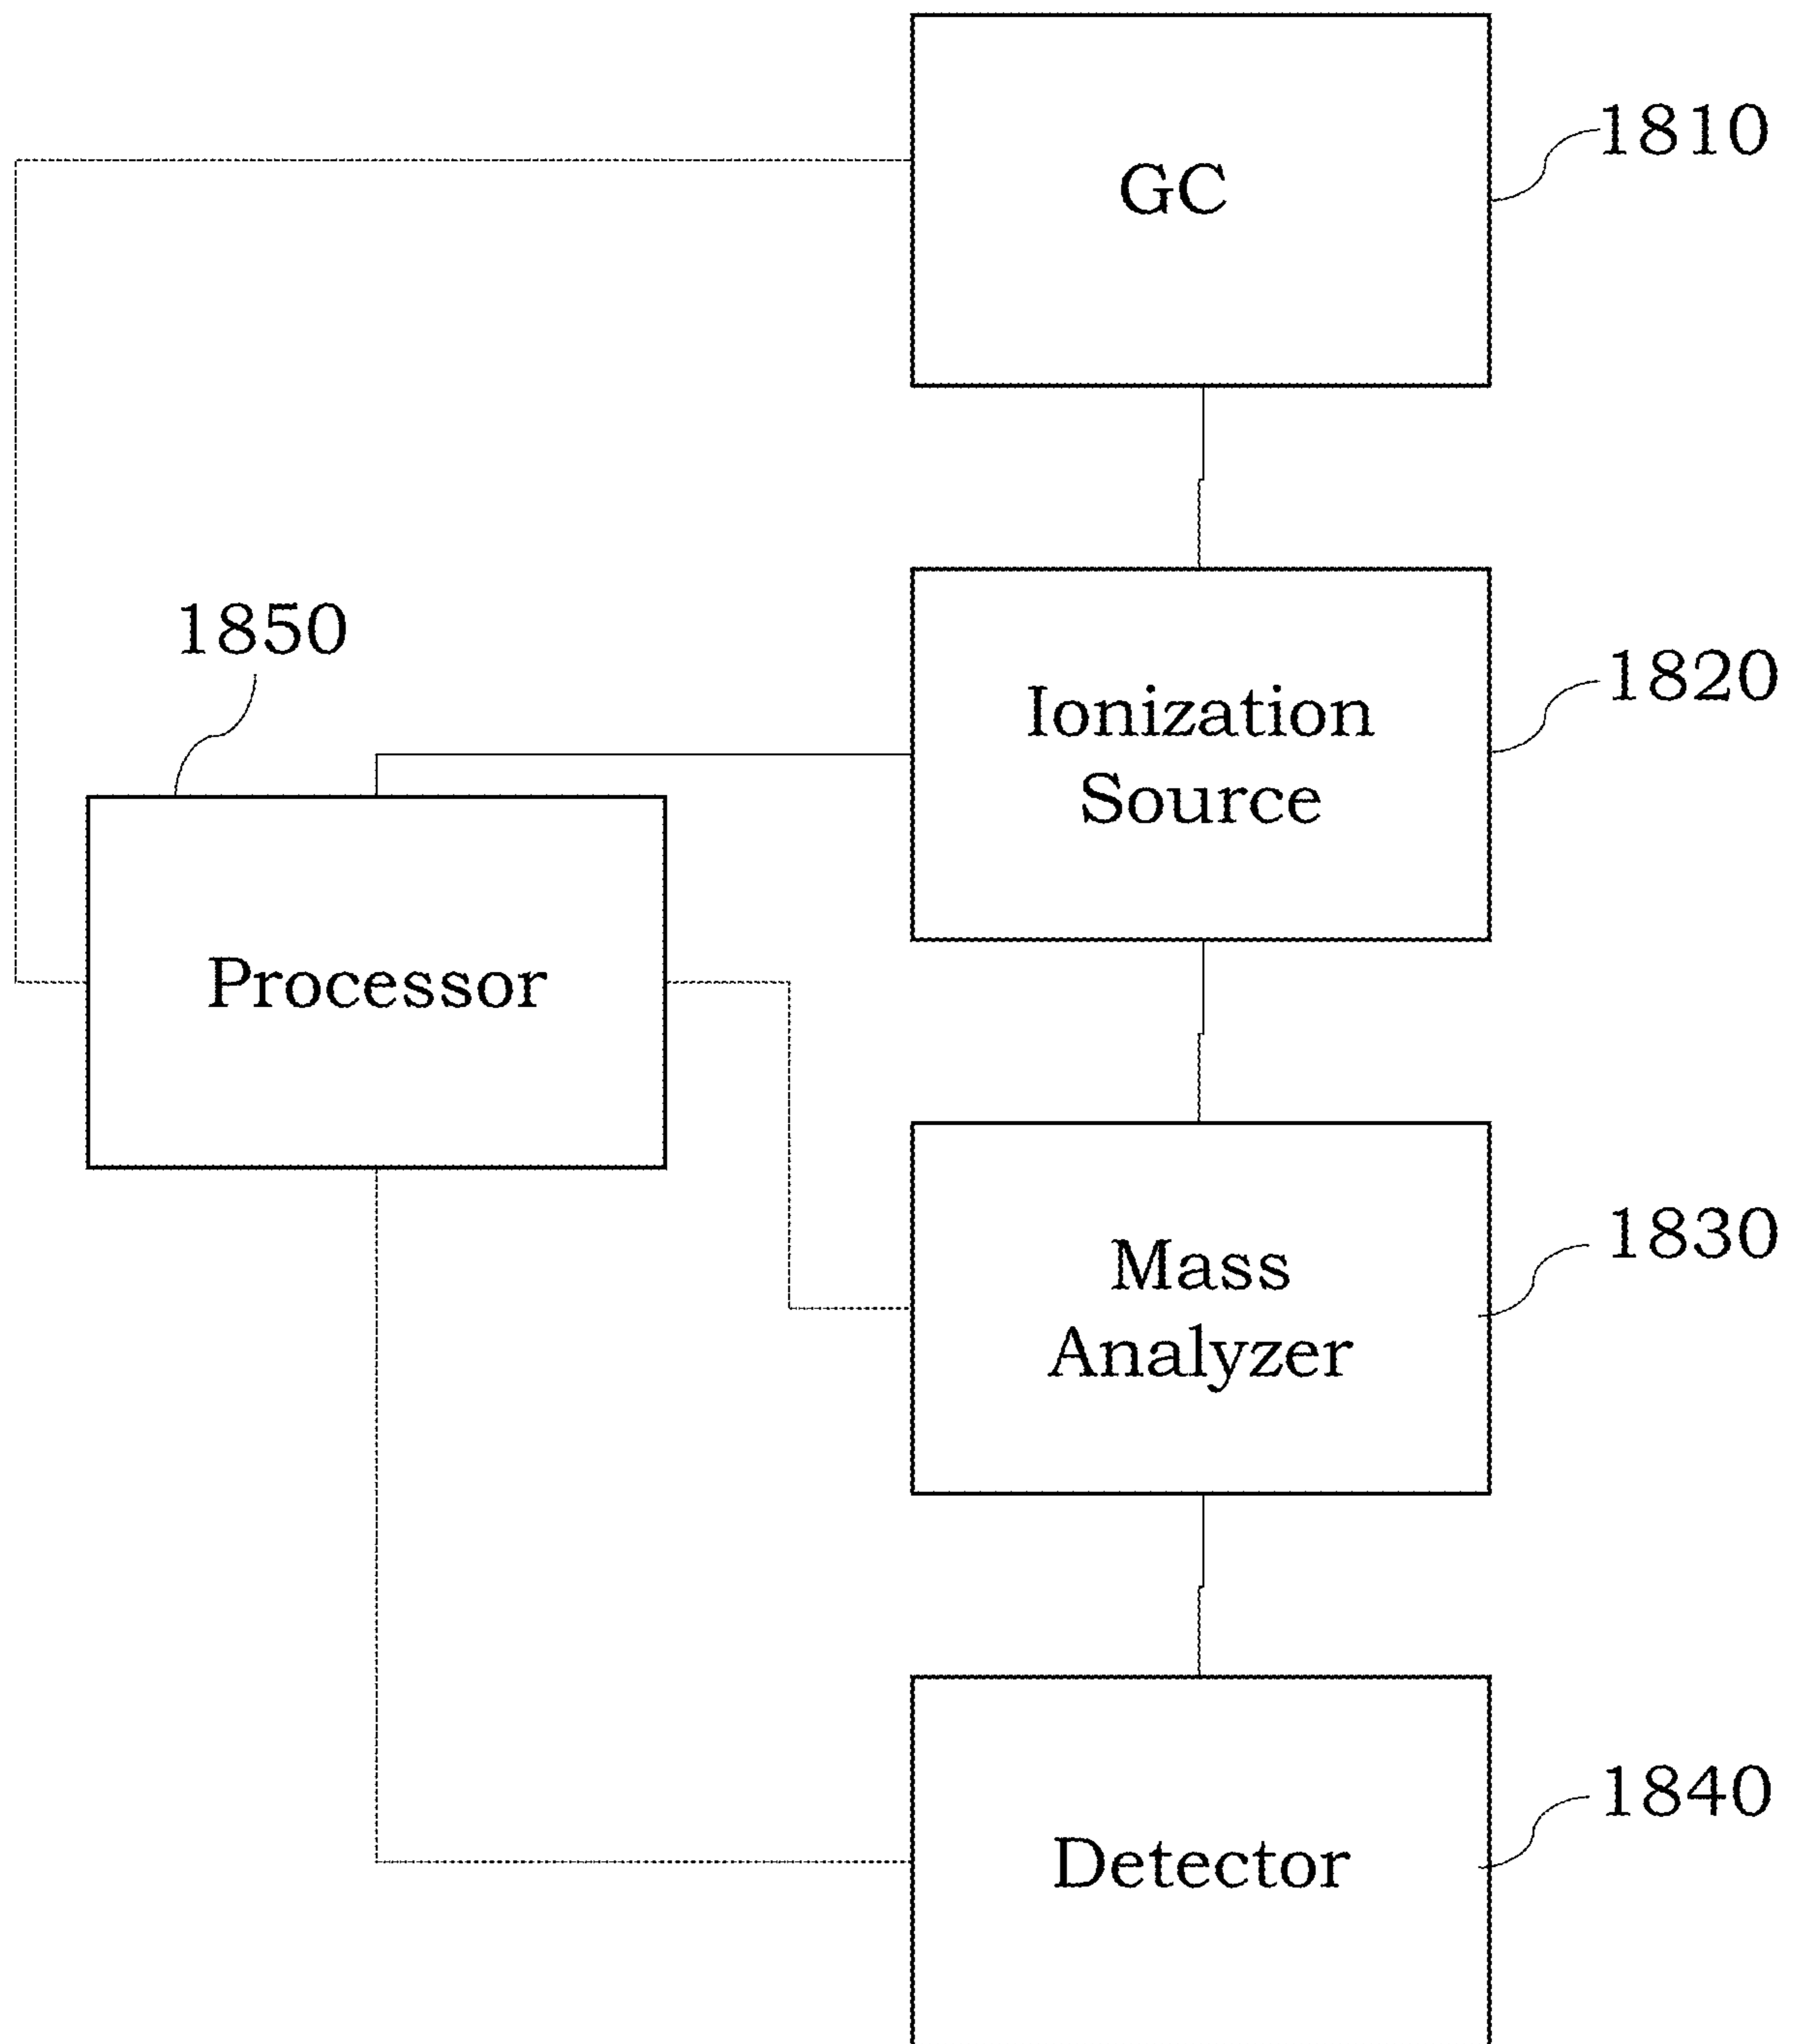 GC
1810
1850
Ionization
Source
1820
Processor
Mass
Analyzer
1830
Detector
1840